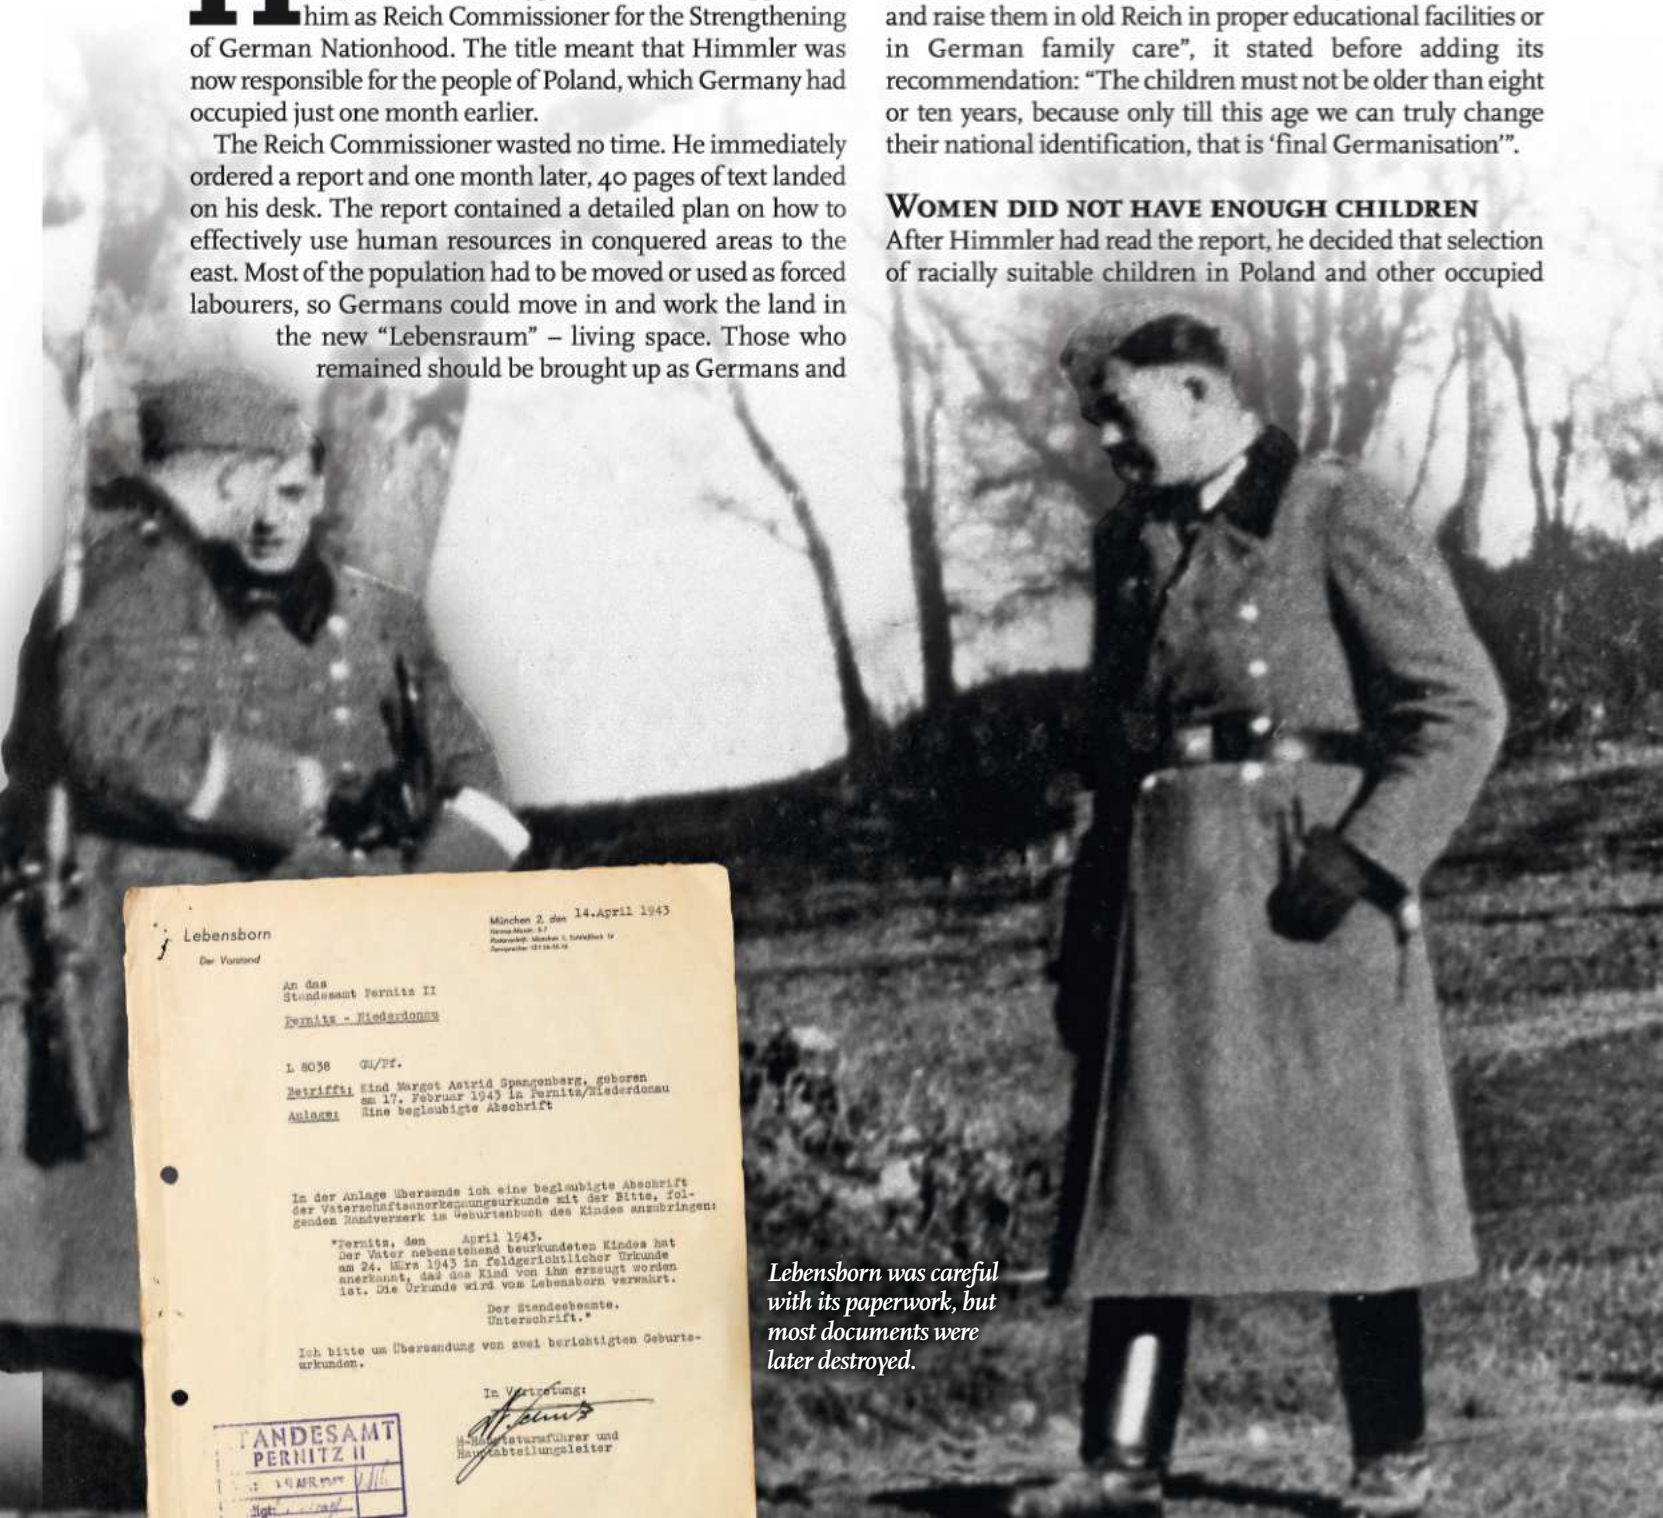 him as Reich Commissioner for the Strengthening
of German Nationhood. The title meant that Himmler was
now responsible for the people of Poland, which Germany had
occupied just one month earlier.
The Reich Commissioner wasted no time. He immediately
ordered a report and one month later, 40 pages of text landed
on his desk. The report contained a detailed plan on how to
effectively use human resources in conquered areas to the
east. Most of the population had to be moved or used as forced
labourers, so Germans could move in and work the land in
the new “Lebensraum” – living space. Those who
remained should be brought up as Germans and
and raise them in old Reich in proper educational facilities or
in German family care”, it stated before adding its
recommendation: “The children must not be older than eight
or ten years, because only till this age we can truly change
their national identification, that is ‘final Germanisation’”.
WOMEN DID NOT HAVE ENOUGH CHILDREN
After Himmler had read the report, he decided that selection
of racially suitable children in Poland and other occupied
Lebensborn
Der Vorstand
München 2, den 14.April 1943
An das
Standesamt Pernitz II
Pernitz - Niederdonau
L 8038 GU/Pf.
Betrifft: Kind Margot Astrid Spangenberg, geboren
am 17. Februar 1943 in Pernitz/Niederdonau
Anlage: Eine beglaubigte Abschrift
In der Anlage übersende ich eine beglaubigte Abschrift
der Vaterschaftsanerkennungsurkunde mit der Bitte, fol-
genden Randvermerk im Geburtenbuch des Kindes anzubringen:
"Pernitz, den April 1943.
Der Vater nebenstehend beurkundeten Kindes hat
am 24. März 1943 in feldgerichtlicher Urkunde
anerkannt, daß das Kind von ihm erzeugt worden
ist. Die Urkunde wird vom Lebensborn verwahrt.
Der Standesbeamte.
Unterschrift."
Ich bitte um Übersendung von zwei berichtigten Geburts-
urkunden.
In Vertretung:
Hauptsturmführer und
Hauptabteilungsleiter
TANDESAMT
PERNITZ II
Lebensborn was careful
with its paperwork, but
most documents were
later destroyed.